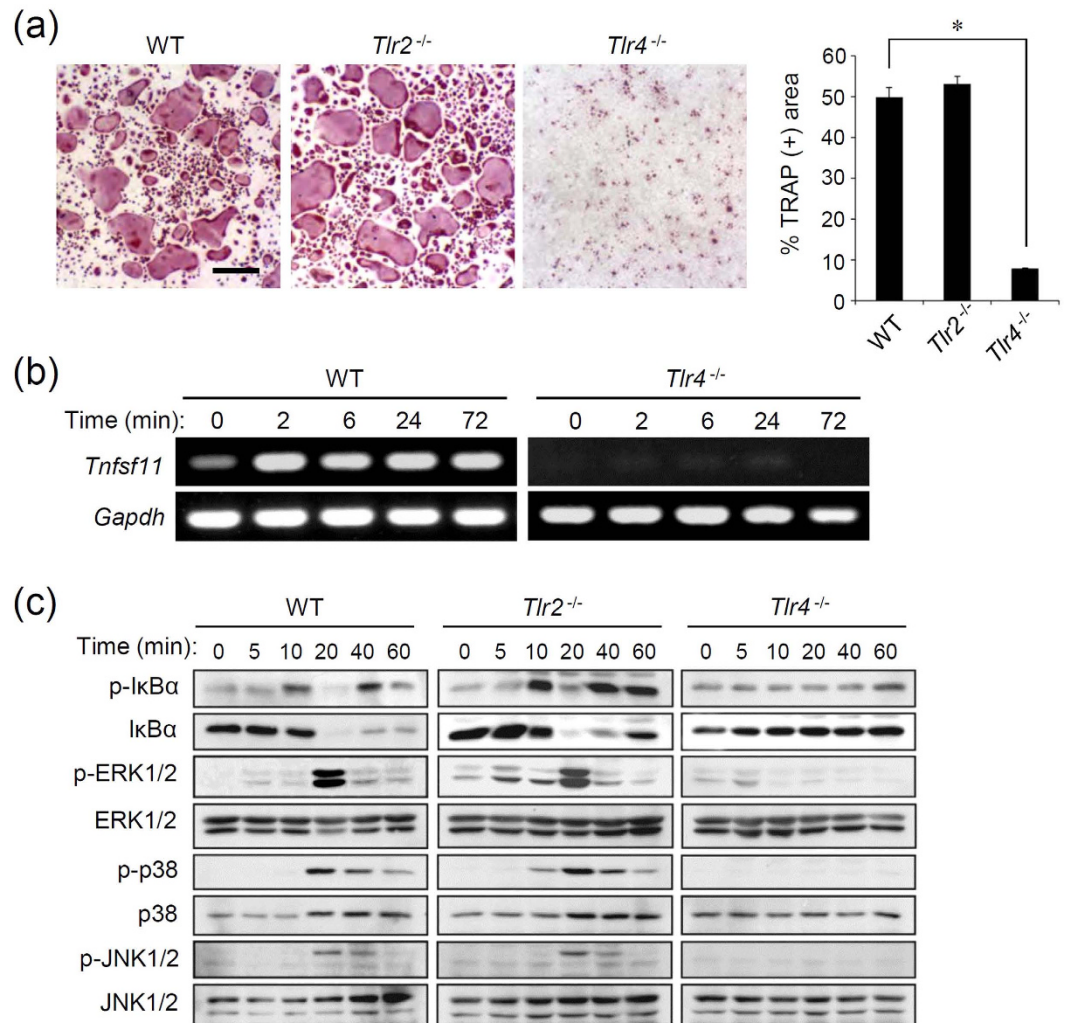 (a)
WT Tlr2-/- Tlr4-/-
*
% TRAP (+) area
60
50
40
30
20
10
0
WT Tlr2-/- Tlr4-/-
(b)
WT Tlr4-/-
Time (min): 0 2 6 24 72 0 2 6 24 72
Tnfsf11
Gapdh
(c)
WT Tlr2-/- Tlr4-/-
Time (min): 0 5 10 20 40 60 0 5 10 20 40 60 0 5 10 20 40 60
p-IκBα
IκBα
p-ERK1/2
ERK1/2
p-p38
p38
p-JNK1/2
JNK1/2